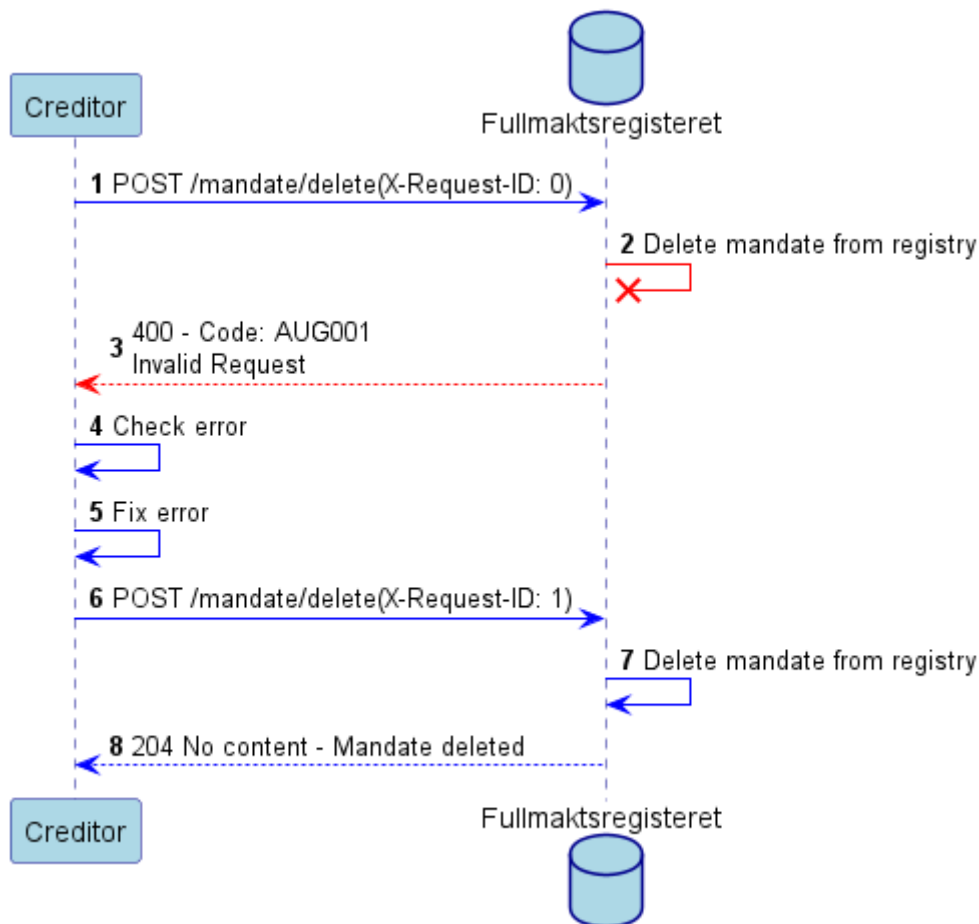 Creditor
Fullmaktsregisteret
1 POST /mandate/delete(X-Request-ID: 0)
2 Delete mandate from registry
3 400 - Code: AUG001
Invalid Request
4 Check error
5 Fix error
6 POST /mandate/delete(X-Request-ID: 1)
7 Delete mandate from registry
8 204 No content - Mandate deleted
Creditor
Fullmaktsregisteret